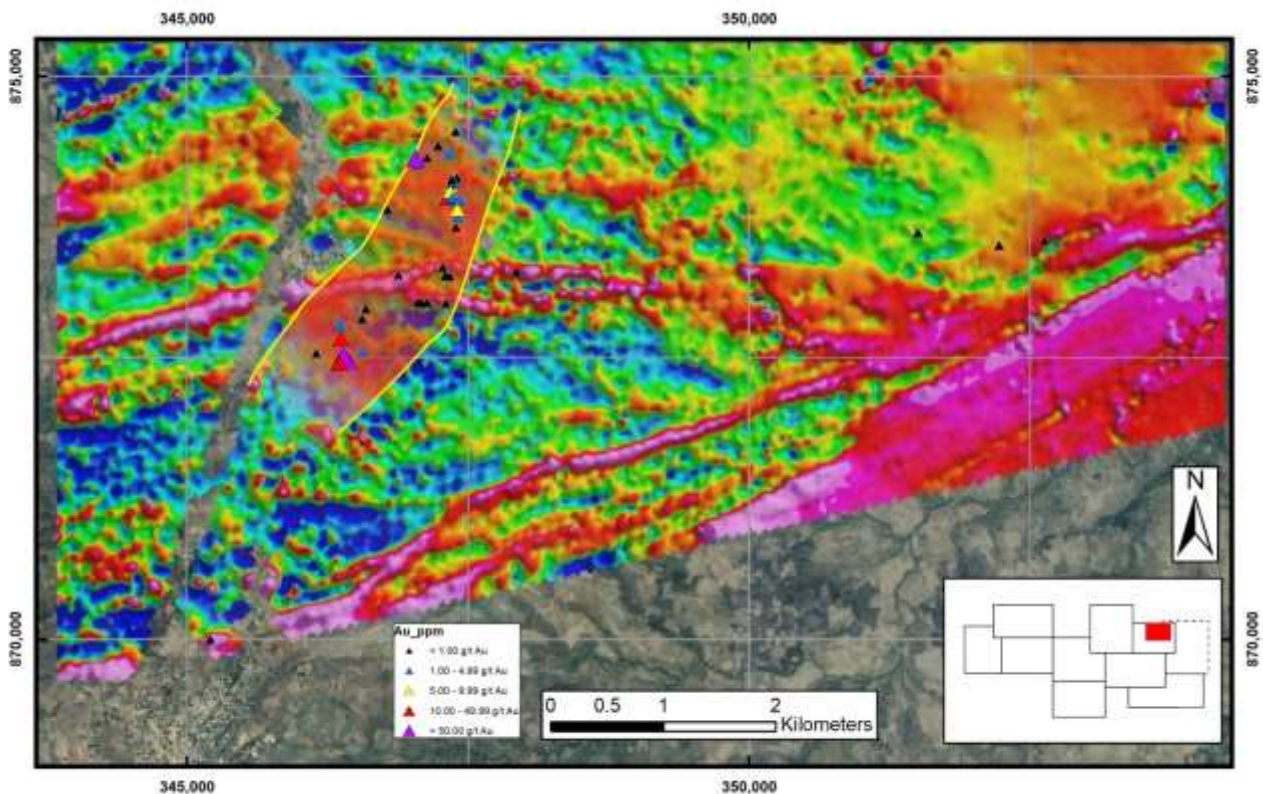 345,000 350,000
875,000 875,000
N
870,000 870,000
Au_ppm
< 1.00 g/t Au
1.00 - 4.99 g/t Au
5.00 - 9.99 g/t Au
10.00 - 49.99 g/t Au
> 50.00 g/t Au
0 0.5 1 2
Kilometers
345,000 350,000